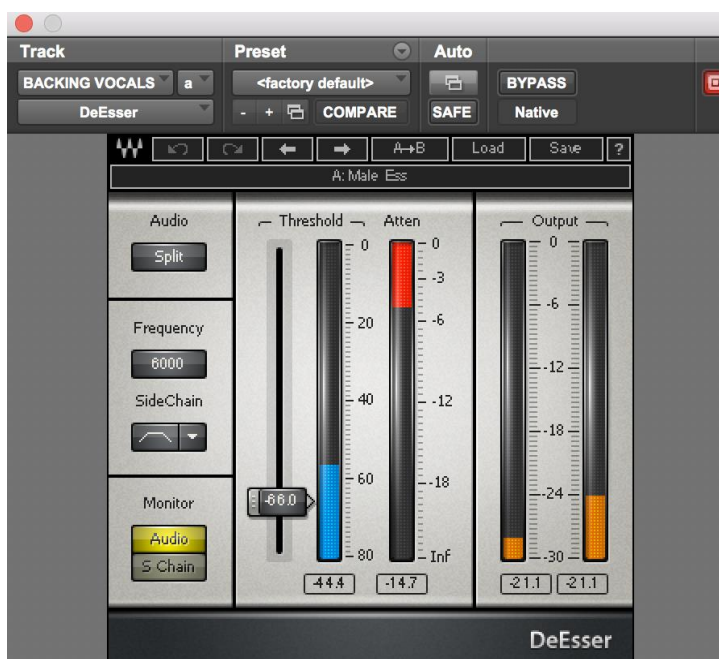 Track Preset Auto
BACKING VOCALS a <factory default> BYPASS
DeEsser - + COMPARE SAFE Native
A→B Load Save ?
A: Male Ess
Audio Threshold Atten Output
Split
0 0 0
-3
-6 -6
20
Frequency
6000
-12
SideChain 40 -12
-18
60 -18
-24
Monitor -66.0
Audio
S Chain 80 Inf -30
-44.4 -14.7 -21.1 -21.1
DeEsser